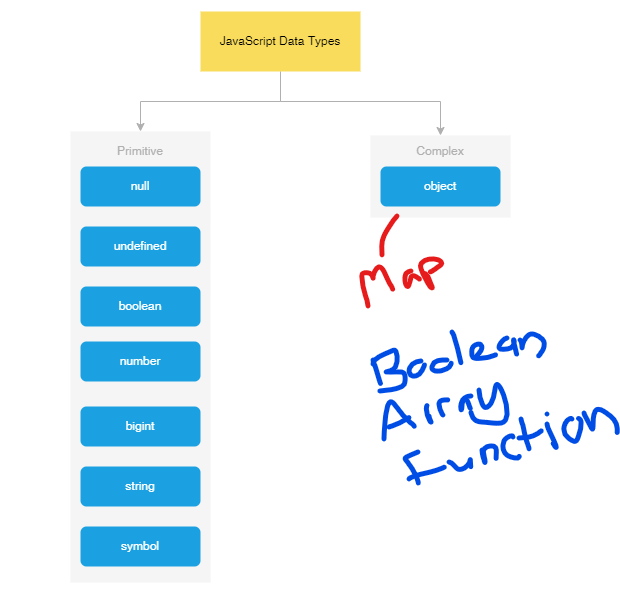 JavaScript Data Types
Primitive
null
undefined
boolean
number
bigint
string
symbol
Complex
object
Map
Boolean
Array
Function